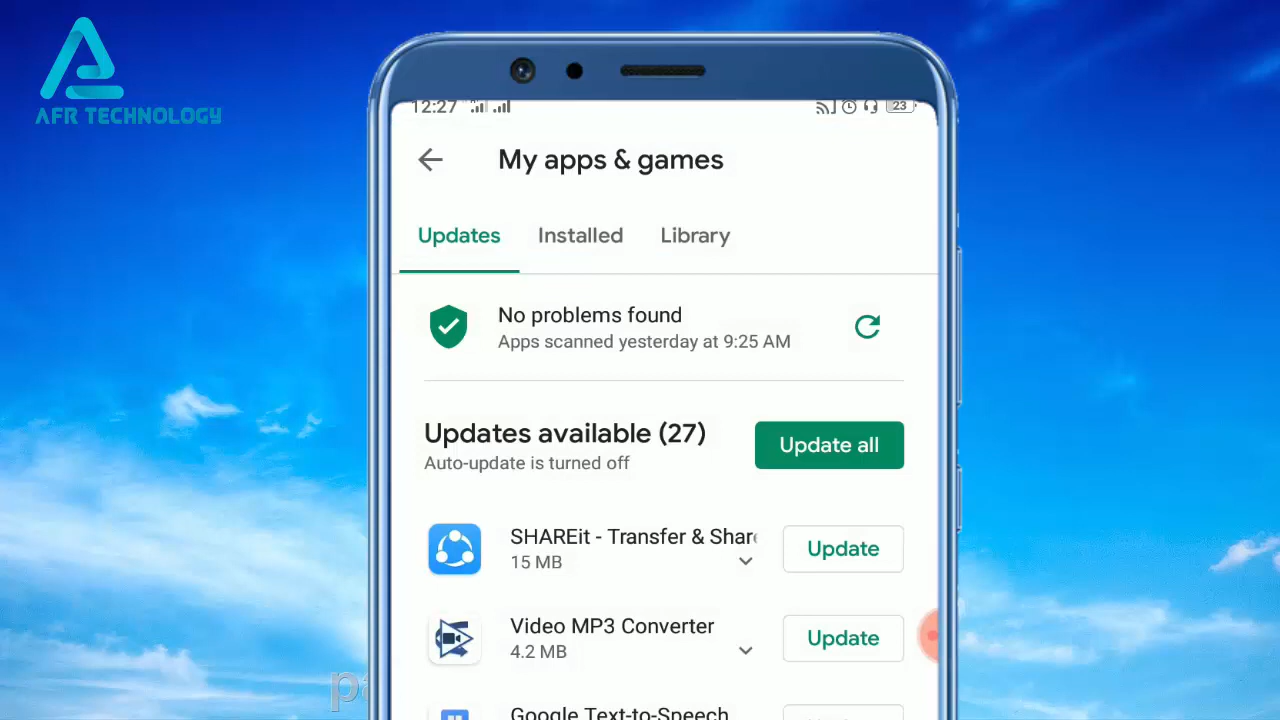 AFR TECHNOLOGY
12:27
23
My apps & games
Updates Installed Library
No problems found
Apps scanned yesterday at 9:25 AM
Updates available (27)
Auto-update is turned off
Update all
SHAREit - Transfer & Share
15 MB
Update
Video MP3 Converter
4.2 MB
Update
Google Text-to-Speech